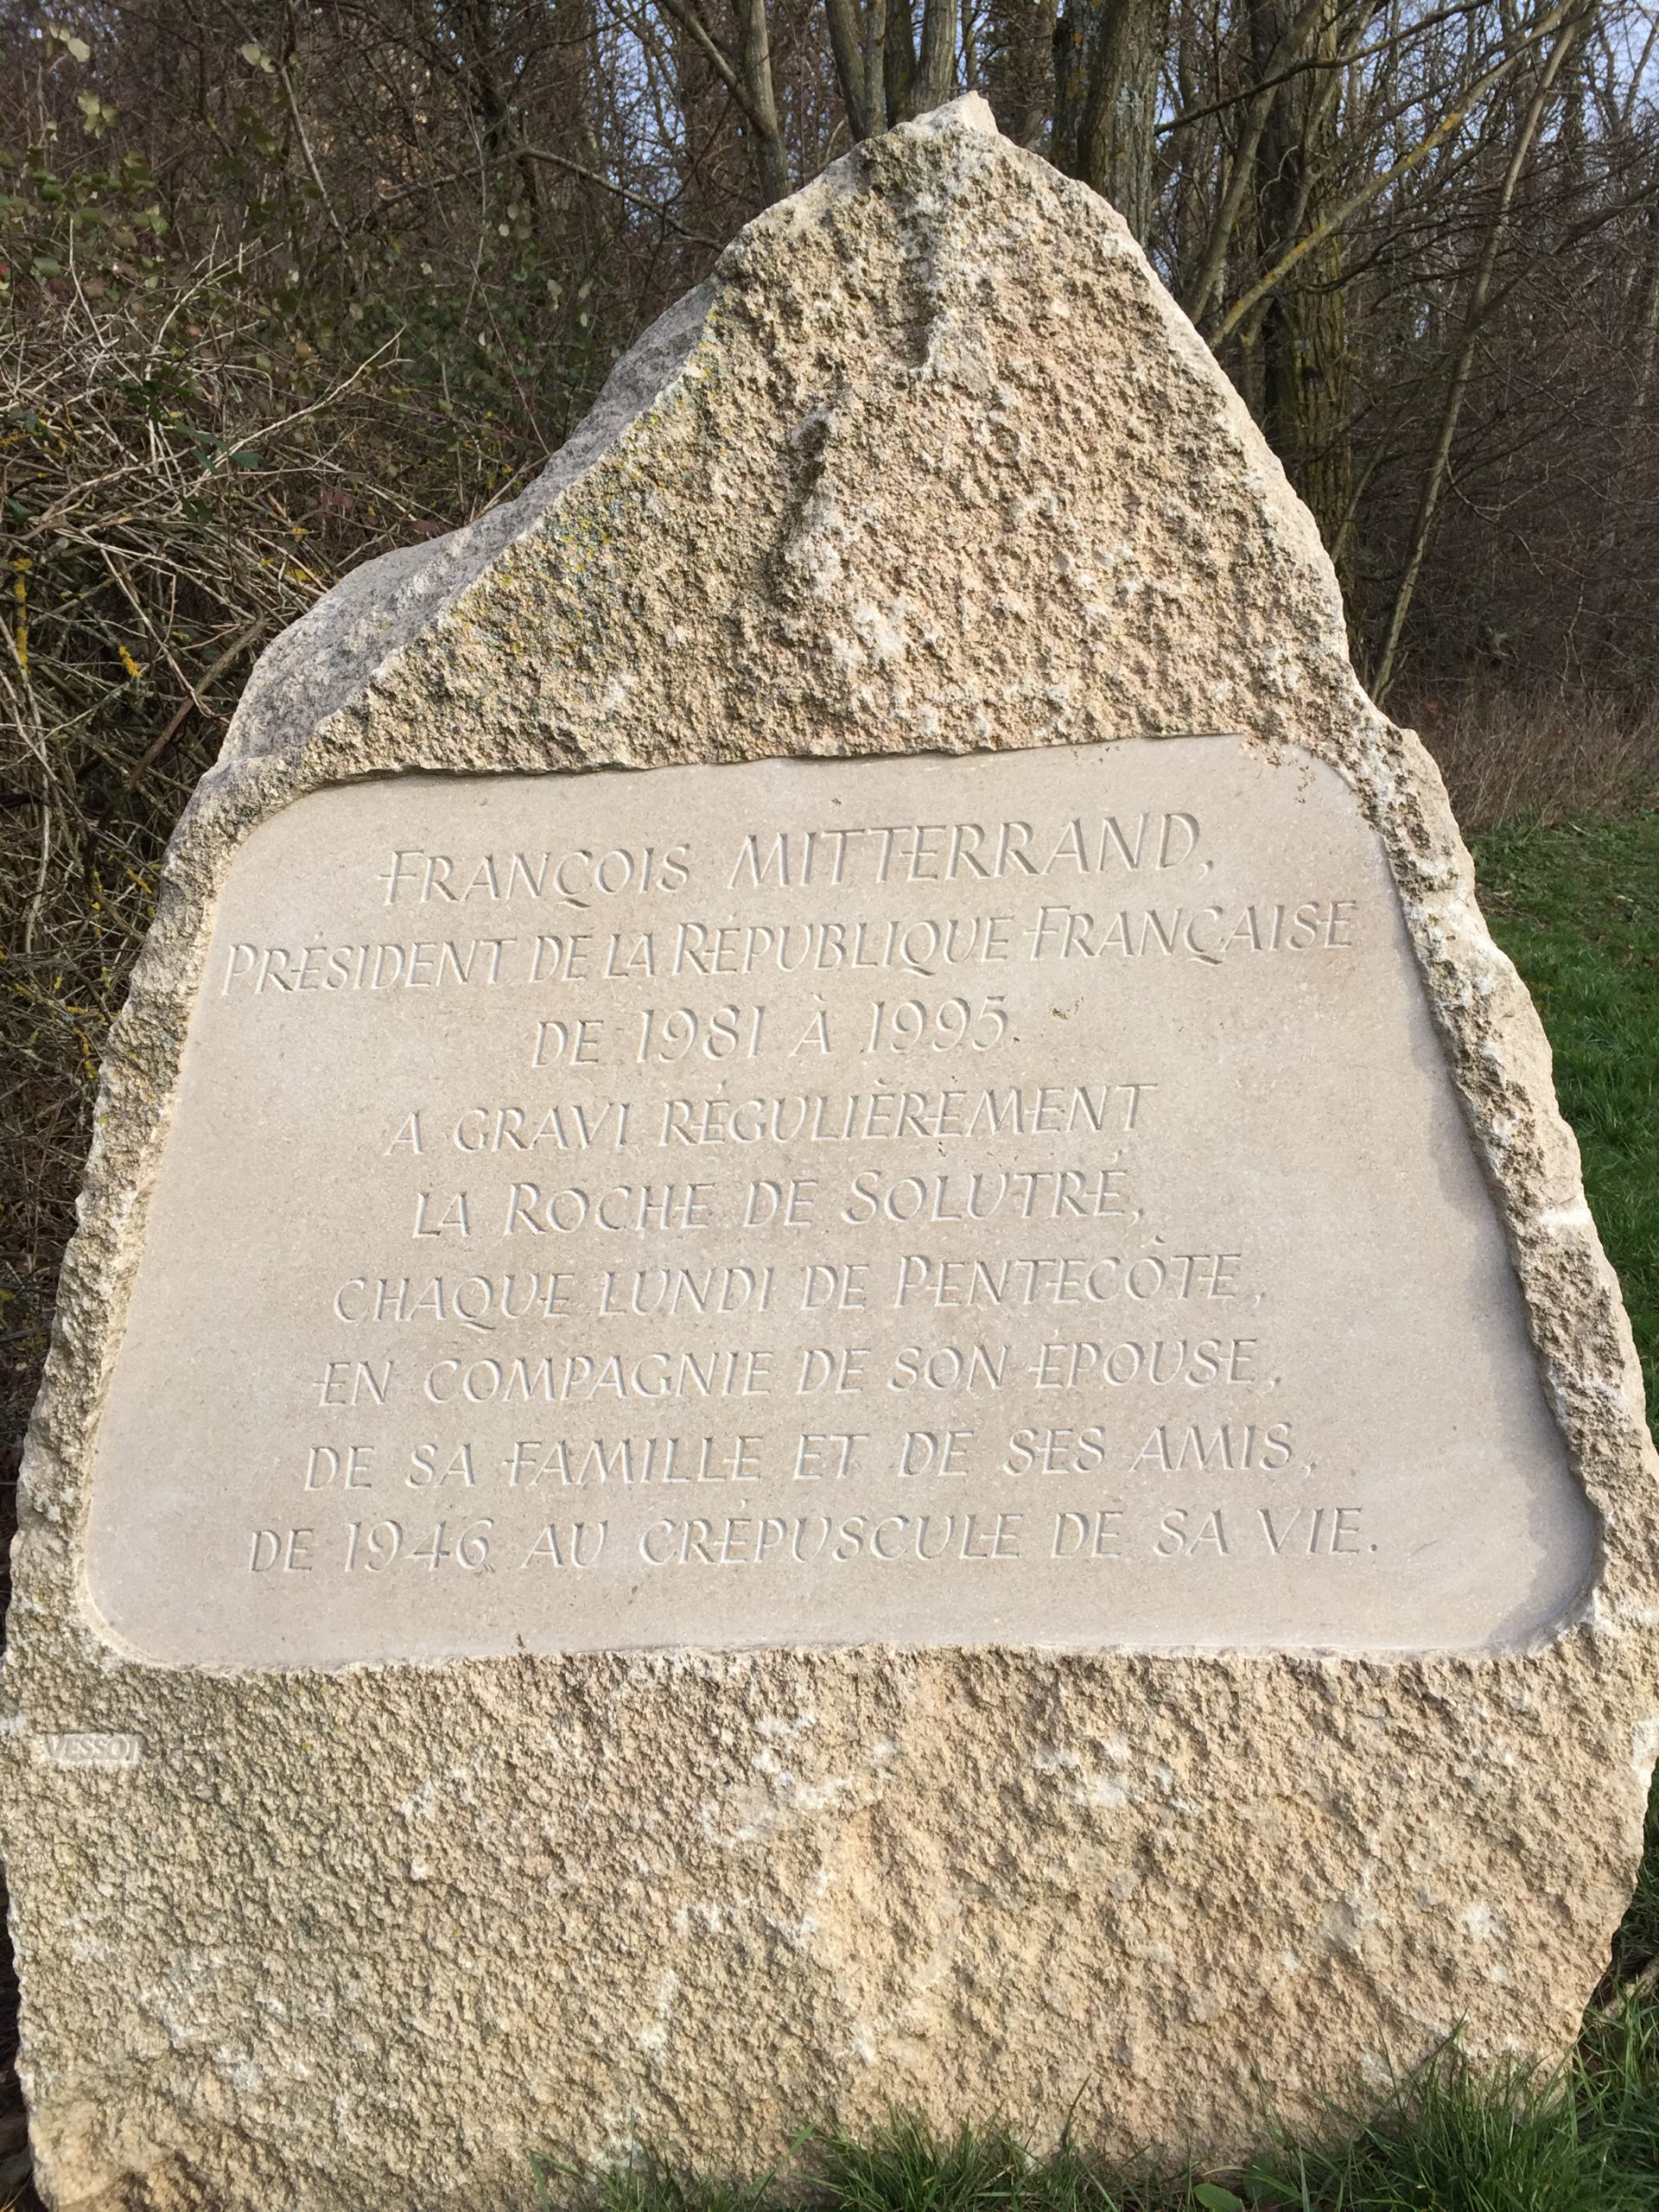 FRANÇOIS MITTERRAND,
PRÉSIDENT DE LA RÉPUBLIQUE FRANÇAISE
DE 1981 À 1995
A GRAVI RÉGULIÈREMENT
LA ROCHE DE SOLUTRÉ,
CHAQUE LUNDI DE PENTECÔTE,
EN COMPAGNIE DE SON ÉPOUSE,
DE SA FAMILLE ET DE SES AMIS,
DE 1946 AU CRÉPUSCULE DE SA VIE.
VESSOT